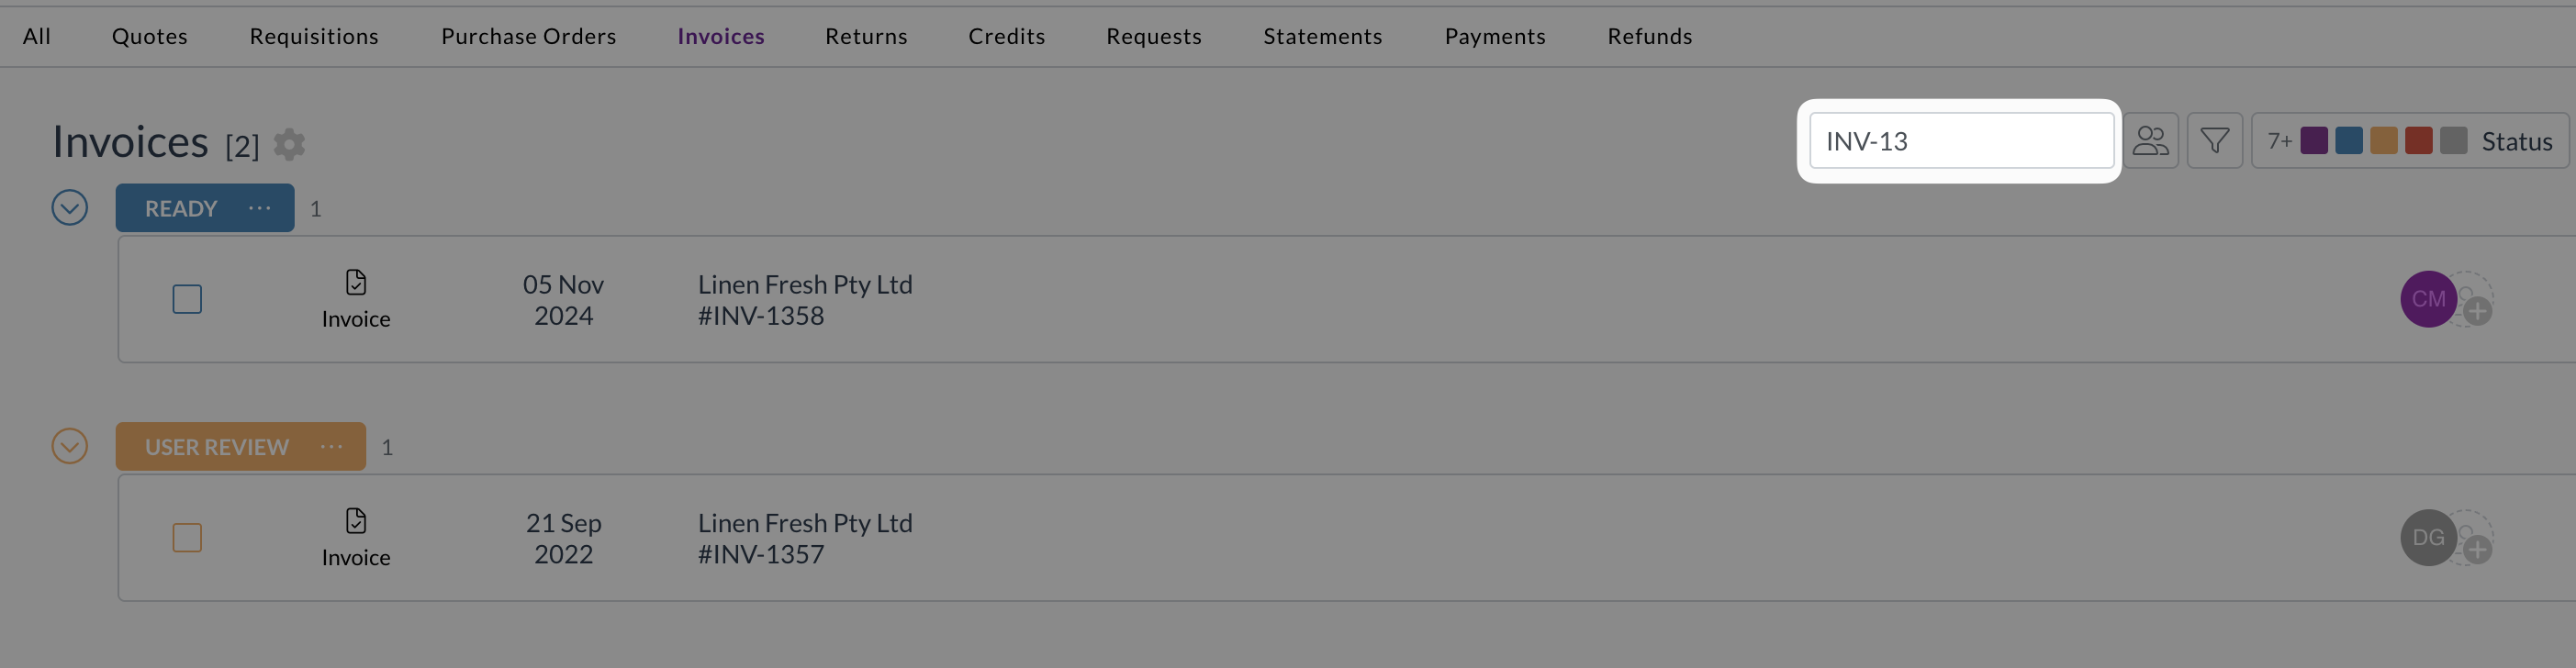 All Quotes Requisitions Purchase Orders Invoices Returns Credits Requests Statements Payments Refunds
Invoices [2]
INV-13
7+ Status
READY ... 1
Invoice
05 Nov
2024
Linen Fresh Pty Ltd
#INV-1358
CM
USER REVIEW ... 1
Invoice
21 Sep
2022
Linen Fresh Pty Ltd
#INV-1357
DG